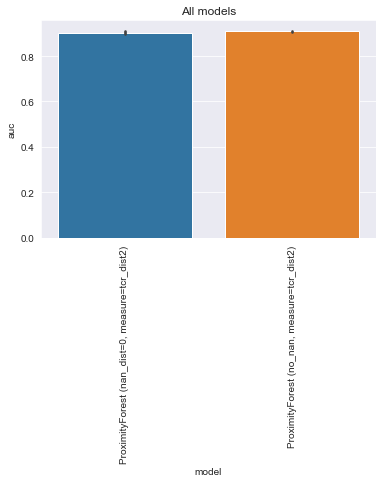 All models
auc
0.8
0.6
0.4
0.2
0.0
ProximityForest (nan_dist=0, measure=tcr_dist2)
ProximityForest (no_nan, measure=tcr_dist2)
model